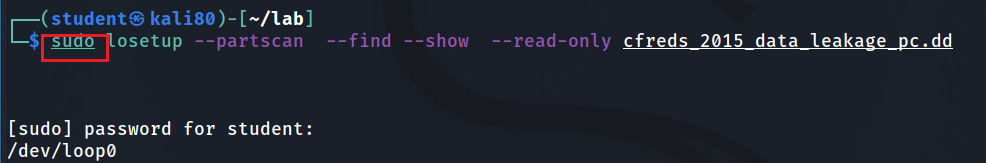 ┌──(student㉿kali80)-[~/lab]
└─$ sudo losetup --partscan  --find --show  --read-only cfreds_2015_data_leakage_pc.dd
[sudo] password for student:
/dev/loop0